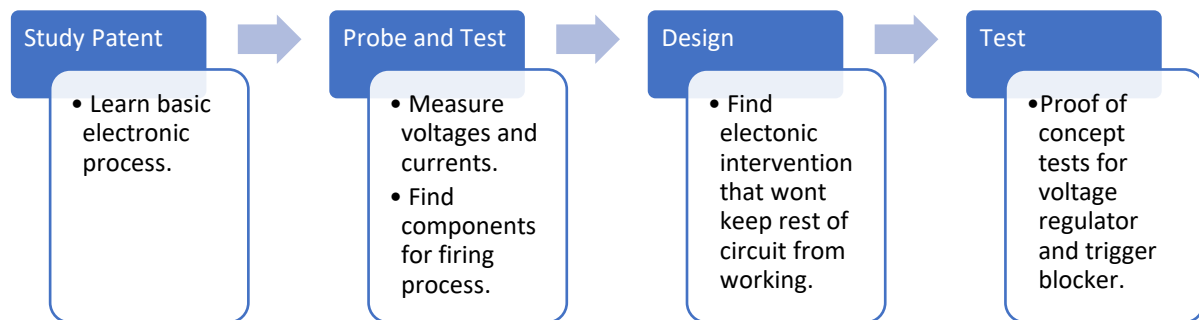 Study Patent
• Learn basic
electronic
process.
Probe and Test
• Measure
voltages and
currents.
• Find
components
for firing
process.
Design
• Find
electonic
intervention
that wont
keep rest of
circuit from
working.
Test
•Proof of
concept
tests for
voltage
regulator
and trigger
blocker.